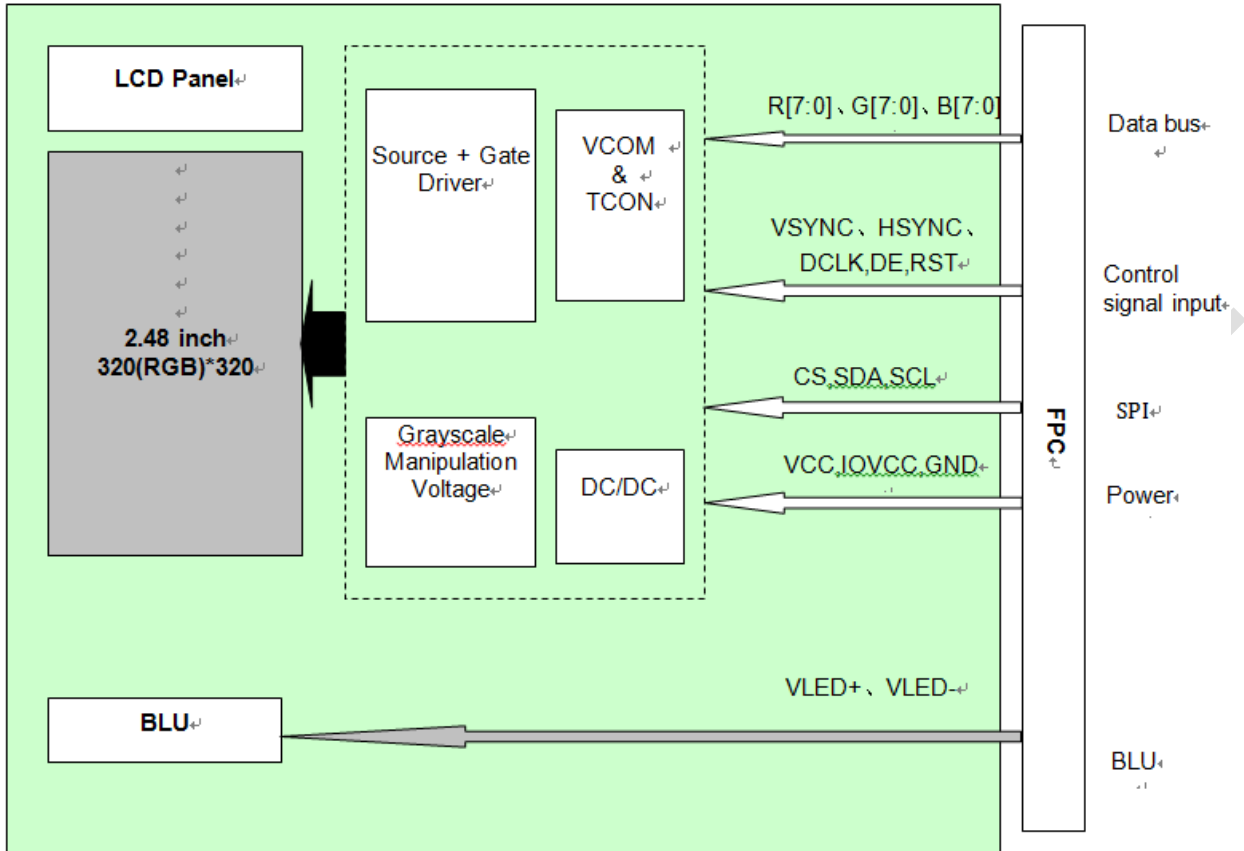 LCD Panel
2.48 inch
320(RGB)*320
Source + Gate
Driver
VCOM
&
TCON
Grayscale
Manipulation
Voltage
DC/DC
BLU
R[7:0]、G[7:0]、B[7:0]
VSYNC、HSYNC、
DCLK,DE,RST
CS,SDA,SCL
VCC,IOVCC,GND
VLED+、VLED-
FPC
Data bus
Control
signal input
SPI
Power
BLU